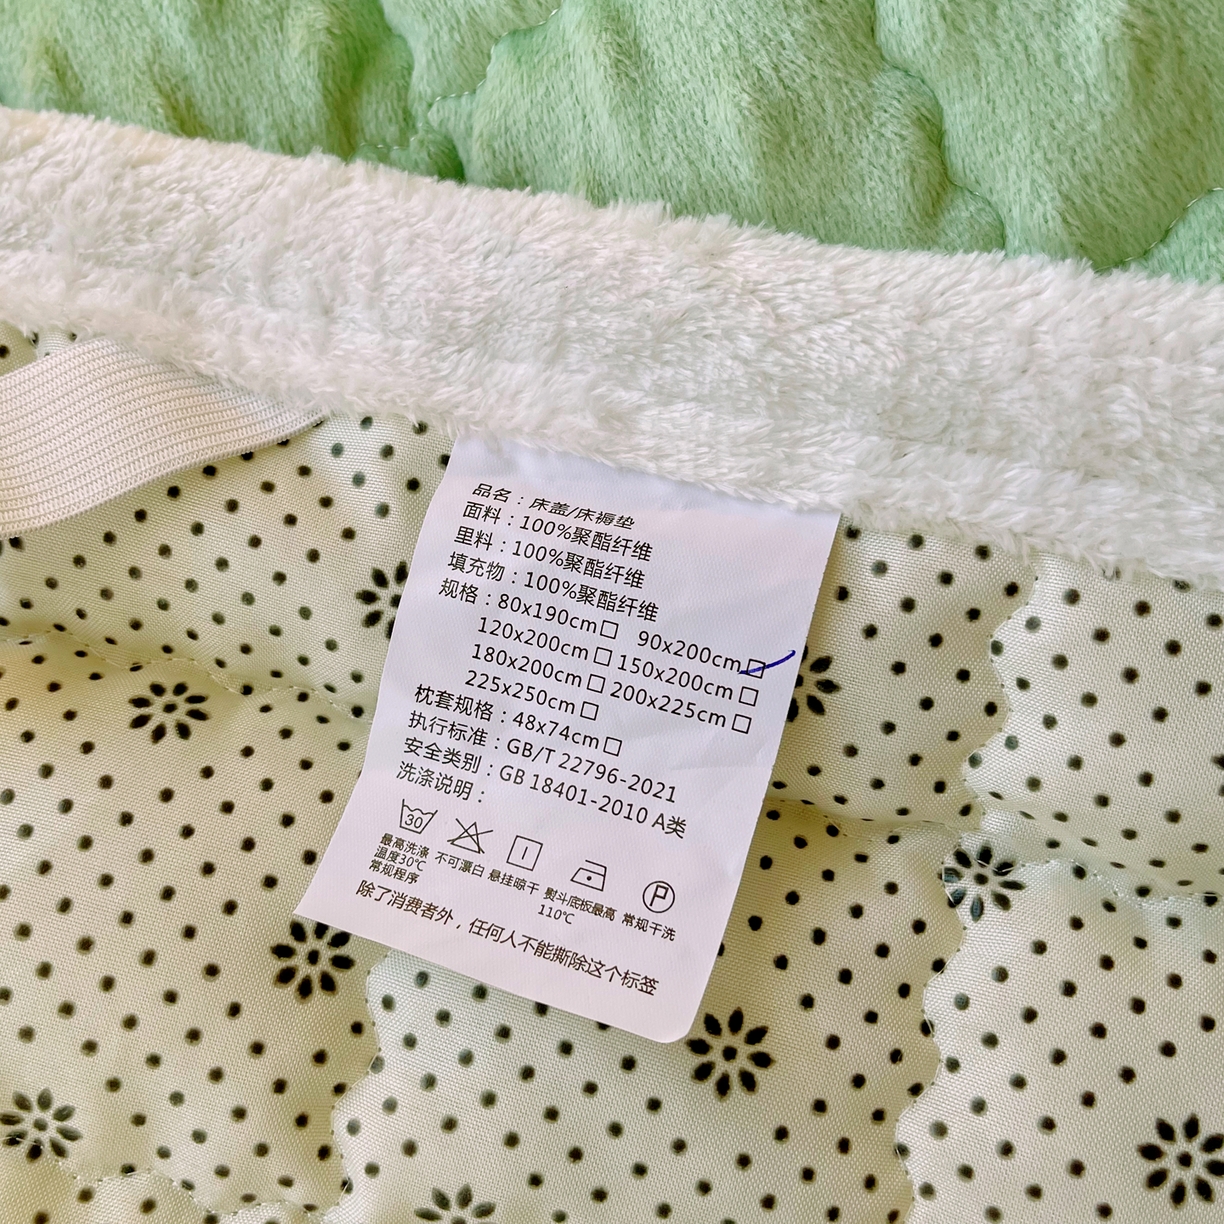 品名：床盖/床褥垫
面料：100%聚酯纤维
里料：100%聚酯纤维
填充物：100%聚酯纤维
规格：80x190cm□ 90x200cm□
120x200cm□ 150x200cm□
180x200cm□ 200x225cm□
225x250cm□
枕套规格：48x74cm□
执行标准：GB/T 22796-2021
安全类别：GB 18401-2010 A类
洗涤说明：
30
P
最高洗涤温度30℃常规程序
不可漂白
悬挂晾干
熨斗底板最高110℃
常规干洗
除了消费者外，任何人不能撕除这个标签